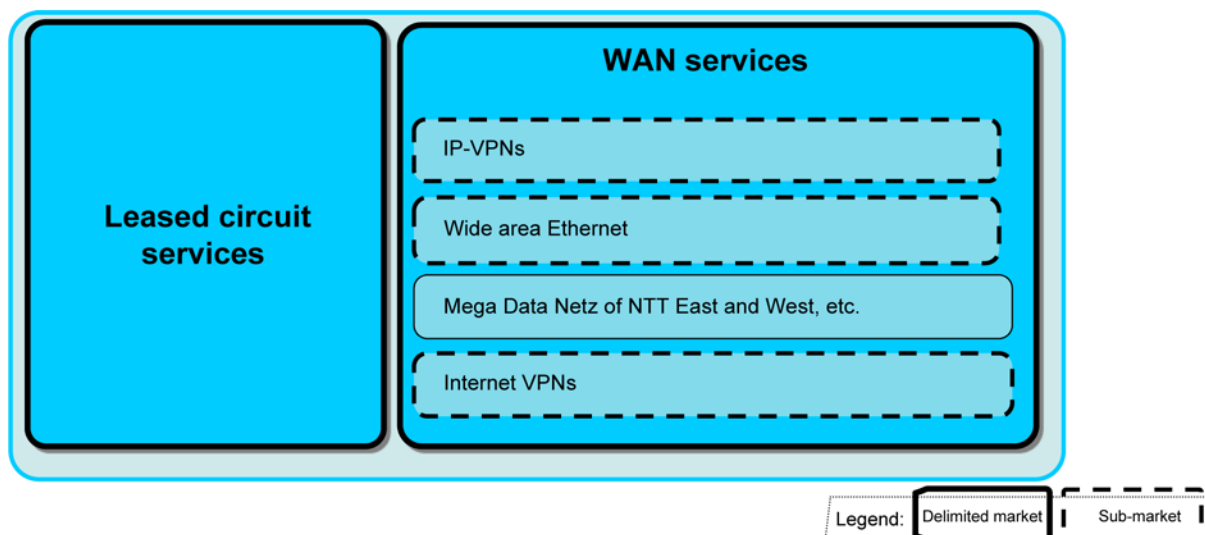 WAN services
IP-VPNs
Leased circuit
services
Wide area Ethernet
Mega Data Netz of NTT East and West, etc.
Internet VPNs
Legend: Delimited market Sub-market